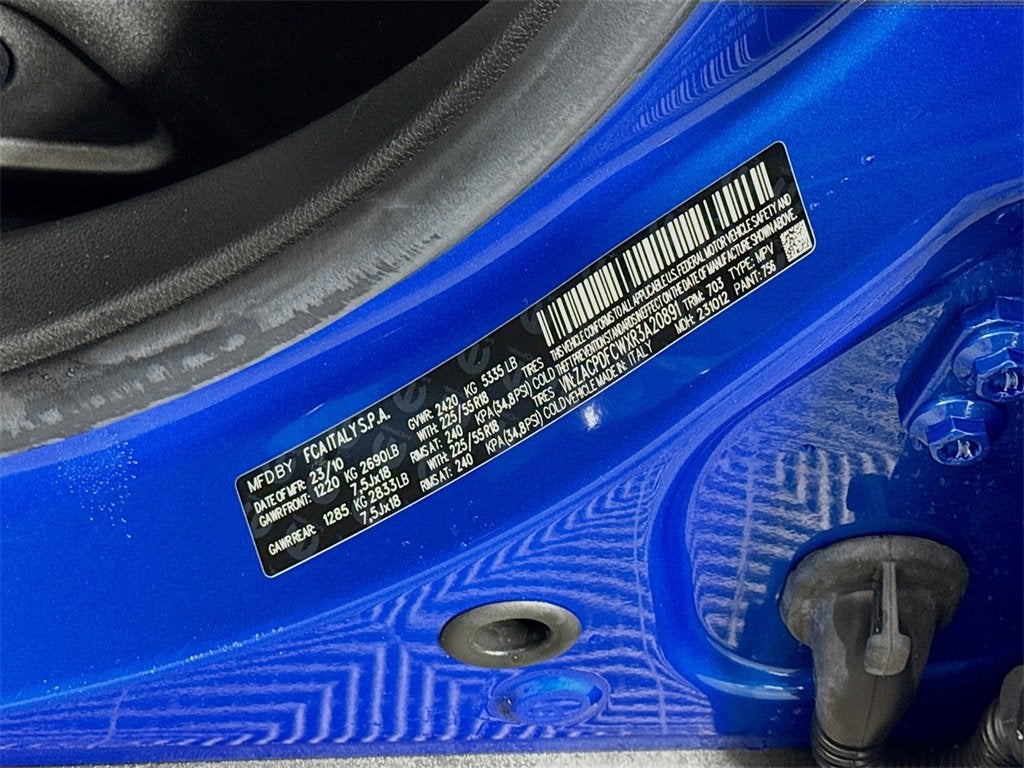 MFD BY FCA ITALY S.P.A.
DATE OF MFR: 23/10 GVWR: 2420 KG 5335 LB
GAWR FRONT: 1220 KG 2690LB WITH: 225/55R18 TIRES
7,5Jx18 RIMS AT: 240 KPA(34,8PSI) COLD
GAWR REAR: 1285 KG 2833LB WITH: 225/55R18 TIRES
7,5Jx18 RIMS AT: 240 KPA(34,8PSI) COLD
THIS VEHICLE CONFORMS TO ALL APPLICABLE U.S. FEDERAL MOTOR VEHICLE SAFETY AND
THEFT PREVENTION STANDARDS IN EFFECT ON THE DATE OF MANUFACTURE SHOWN ABOVE.
VIN: ZACPDFCWXR3A20897 TRIM: 703 TYPE: MPV
VEHICLE MADE IN: ITALY MDH: 231012 PAINT: 756